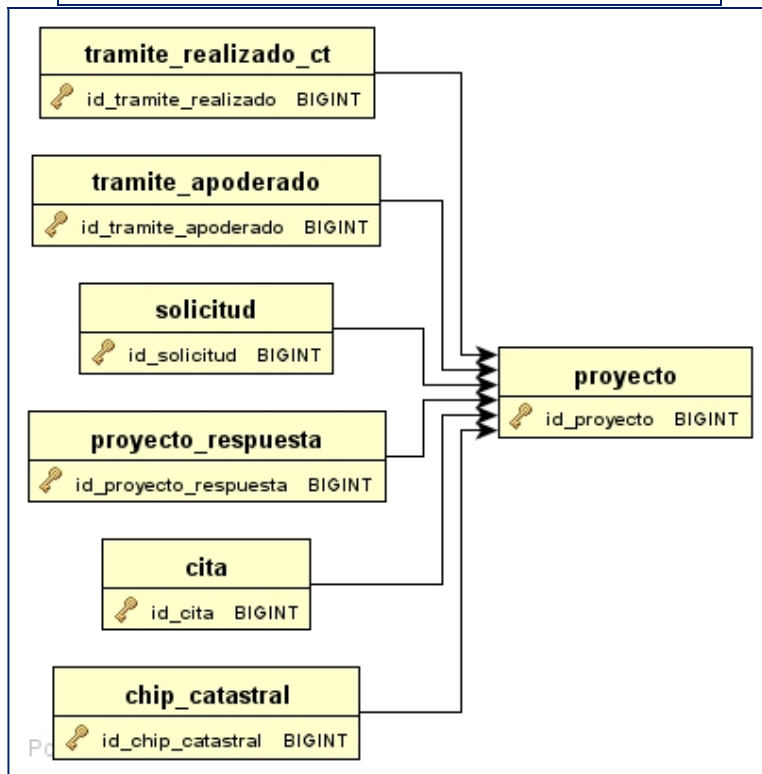 tramite_realizado_ct
id_tramite_realizado BIGINT
tramite_apoderado
id_tramite_apoderado BIGINT
solicitud
id_solicitud BIGINT
proyecto
id_proyecto BIGINT
proyecto_respuesta
id_proyecto_respuesta BIGINT
cita
id_cita BIGINT
chip_catastral
id_chip_catastral BIGINT